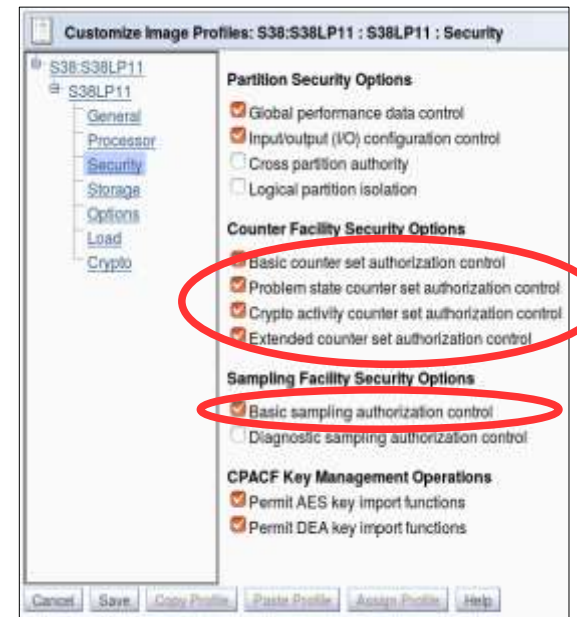 Customize Image Profiles: S38:S38LP11 : S38LP11 : Security
S38:S38LP11
S38LP11
General
Processor
Security
Storage
Options
Load
Crypto
Partition Security Options
Global performance data control
Input/output (I/O) configuration control
Cross partition authority
Logical partition isolation
Counter Facility Security Options
Basic counter set authorization control
Problem state counter set authorization control
Crypto activity counter set authorization control
Extended counter set authorization control
Sampling Facility Security Options
Basic sampling authorization control
Diagnostic sampling authorization control
CPACF Key Management Operations
Permit AES key import functions
Permit DEA key import functions
Cancel Save Copy Profile Paste Profile Assign Profile Help